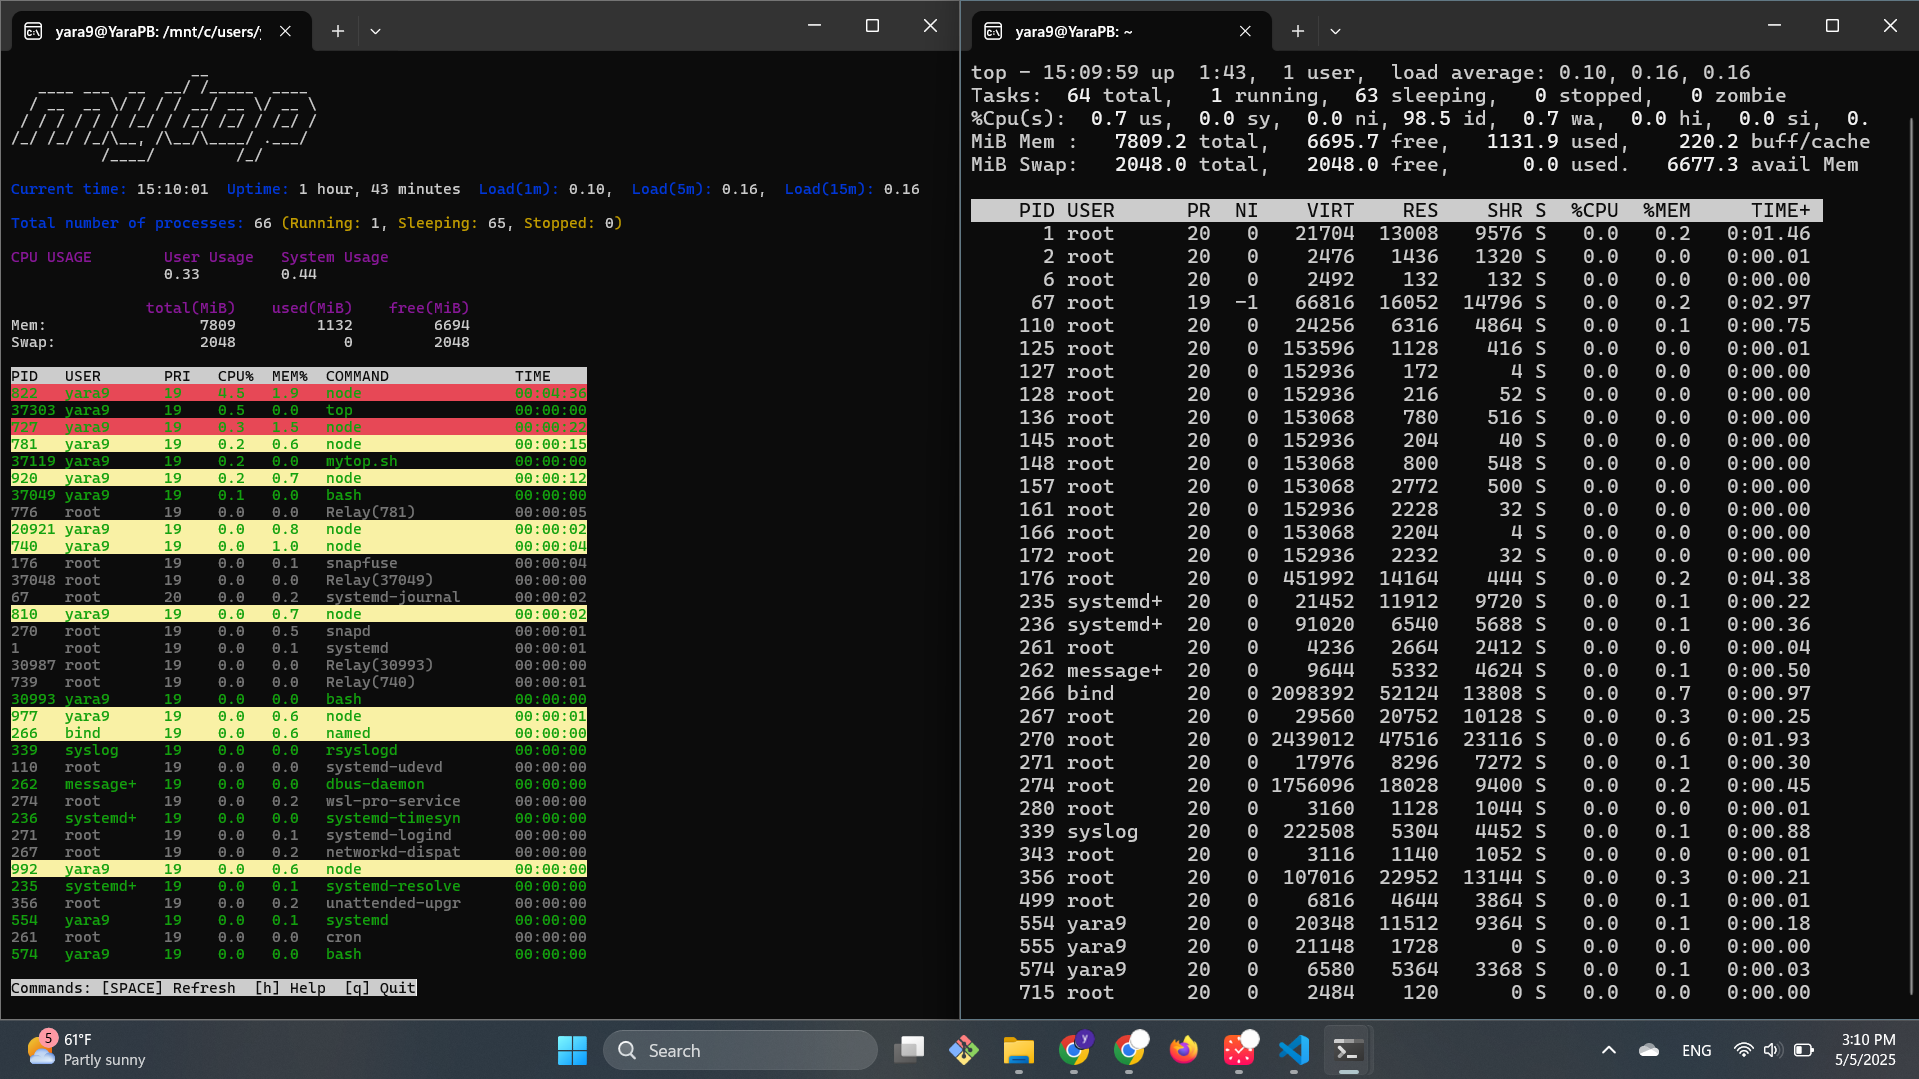 yara9@YaraPB: /mnt/c/users/y
Current time: 15:10:01  Uptime: 1 hour, 43 minutes  Load(1m): 0.10,  Load(5m): 0.16,  Load(15m): 0.16
Total number of processes: 66 (Running: 1, Sleeping: 65, Stopped: 0)
CPU USAGE        User Usage   System Usage
0.33         0.44
total(MiB)    used(MiB)    free(MiB)
Mem:                 7809         1132         6694
Swap:                2048            0         2048
PID   USER       PRI   CPU%  MEM%  COMMAND              TIME
822   yara9      19    4.5   1.9   node                 00:04:36
37303 yara9      19    0.5   0.0   top                  00:00:00
727   yara9      19    0.3   1.5   node                 00:00:22
781   yara9      19    0.2   0.6   node                 00:00:15
37119 yara9      19    0.2   0.0   mytop.sh             00:00:00
920   yara9      19    0.2   0.7   node                 00:00:12
37049 yara9      19    0.1   0.0   bash                 00:00:00
776   root       19    0.0   0.0   Relay(781)           00:00:05
20921 yara9      19    0.0   0.8   node                 00:00:02
740   yara9      19    0.0   1.0   node                 00:00:04
176   root       19    0.0   0.1   snapfuse             00:00:04
37048 root       19    0.0   0.0   Relay(37049)         00:00:00
67    root       20    0.0   0.2   systemd-journal      00:00:02
810   yara9      19    0.0   0.7   node                 00:00:02
270   root       19    0.0   0.5   snapd                00:00:01
1     root       19    0.0   0.1   systemd              00:00:01
30987 root       19    0.0   0.0   Relay(30993)         00:00:00
739   root       19    0.0   0.0   Relay(740)           00:00:01
30993 yara9      19    0.0   0.0   bash                 00:00:00
977   yara9      19    0.0   0.6   node                 00:00:01
266   bind       19    0.0   0.6   named                00:00:00
339   syslog     19    0.0   0.0   rsyslogd             00:00:00
110   root       19    0.0   0.0   systemd-udevd        00:00:00
262   message+   19    0.0   0.0   dbus-daemon          00:00:00
274   root       19    0.0   0.2   wsl-pro-service      00:00:00
236   systemd+   19    0.0   0.0   systemd-timesyn      00:00:00
271   root       19    0.0   0.1   systemd-logind       00:00:00
267   root       19    0.0   0.2   networkd-dispat      00:00:00
992   yara9      19    0.0   0.6   node                 00:00:00
235   systemd+   19    0.0   0.1   systemd-resolve      00:00:00
356   root       19    0.0   0.2   unattended-upgr      00:00:00
554   yara9      19    0.0   0.1   systemd              00:00:00
261   root       19    0.0   0.0   cron                 00:00:00
574   yara9      19    0.0   0.0   bash                 00:00:00
Commands: [SPACE] Refresh  [h] Help  [q] Quit
yara9@YaraPB: ~
top - 15:09:59 up  1:43,  1 user,  load average: 0.10, 0.16, 0.16
Tasks:  64 total,   1 running,  63 sleeping,   0 stopped,   0 zombie
%Cpu(s):  0.7 us,  0.0 sy,  0.0 ni, 98.5 id,  0.7 wa,  0.0 hi,  0.0 si,  0.
MiB Mem :   7809.2 total,   6695.7 free,   1131.9 used,    220.2 buff/cache
MiB Swap:   2048.0 total,   2048.0 free,      0.0 used.   6677.3 avail Mem
PID USER      PR  NI    VIRT    RES    SHR S  %CPU  %MEM     TIME+
1 root      20   0   21704  13008   9576 S   0.0   0.2   0:01.46
2 root      20   0    2476   1436   1320 S   0.0   0.0   0:00.01
6 root      20   0    2492    132    132 S   0.0   0.0   0:00.00
67 root      19  -1   66816  16052  14796 S   0.0   0.2   0:02.97
110 root      20   0   24256   6316   4864 S   0.0   0.1   0:00.75
125 root      20   0  153596   1128    416 S   0.0   0.0   0:00.01
127 root      20   0  152936    172      4 S   0.0   0.0   0:00.00
128 root      20   0  152936    216     52 S   0.0   0.0   0:00.00
136 root      20   0  153068    780    516 S   0.0   0.0   0:00.00
145 root      20   0  152936    204     40 S   0.0   0.0   0:00.00
148 root      20   0  153068    800    548 S   0.0   0.0   0:00.00
157 root      20   0  153068   2772    500 S   0.0   0.0   0:00.00
161 root      20   0  152936   2228     32 S   0.0   0.0   0:00.00
166 root      20   0  153068   2204      4 S   0.0   0.0   0:00.00
172 root      20   0  152936   2232     32 S   0.0   0.0   0:00.00
176 root      20   0  451992  14164    444 S   0.0   0.2   0:04.38
235 systemd+  20   0   21452  11912   9720 S   0.0   0.1   0:00.22
236 systemd+  20   0   91020   6540   5688 S   0.0   0.1   0:00.36
261 root      20   0    4236   2664   2412 S   0.0   0.0   0:00.04
262 message+  20   0    9644   5332   4624 S   0.0   0.1   0:00.50
266 bind      20   0 2098392  52124  13808 S   0.0   0.7   0:00.97
267 root      20   0   29560  20752  10128 S   0.0   0.3   0:00.25
270 root      20   0 2439012  47516  23116 S   0.0   0.6   0:01.93
271 root      20   0   17976   8296   7272 S   0.0   0.1   0:00.30
274 root      20   0 1756096  18028   9400 S   0.0   0.2   0:00.45
280 root      20   0    3160   1128   1044 S   0.0   0.0   0:00.01
339 syslog    20   0  222508   5304   4452 S   0.0   0.1   0:00.88
343 root      20   0    3116   1140   1052 S   0.0   0.0   0:00.01
356 root      20   0  107016  22952  13144 S   0.0   0.3   0:00.21
499 root      20   0    6816   4644   3864 S   0.0   0.1   0:00.01
554 yara9     20   0   20348  11512   9364 S   0.0   0.1   0:00.18
555 yara9     20   0   21148   1728      0 S   0.0   0.0   0:00.00
574 yara9     20   0    6580   5364   3368 S   0.0   0.1   0:00.03
715 root      20   0    2484    120      0 S   0.0   0.0   0:00.00
5
61°F
Partly sunny
Search
y
ENG
3:10 PM
5/5/2025